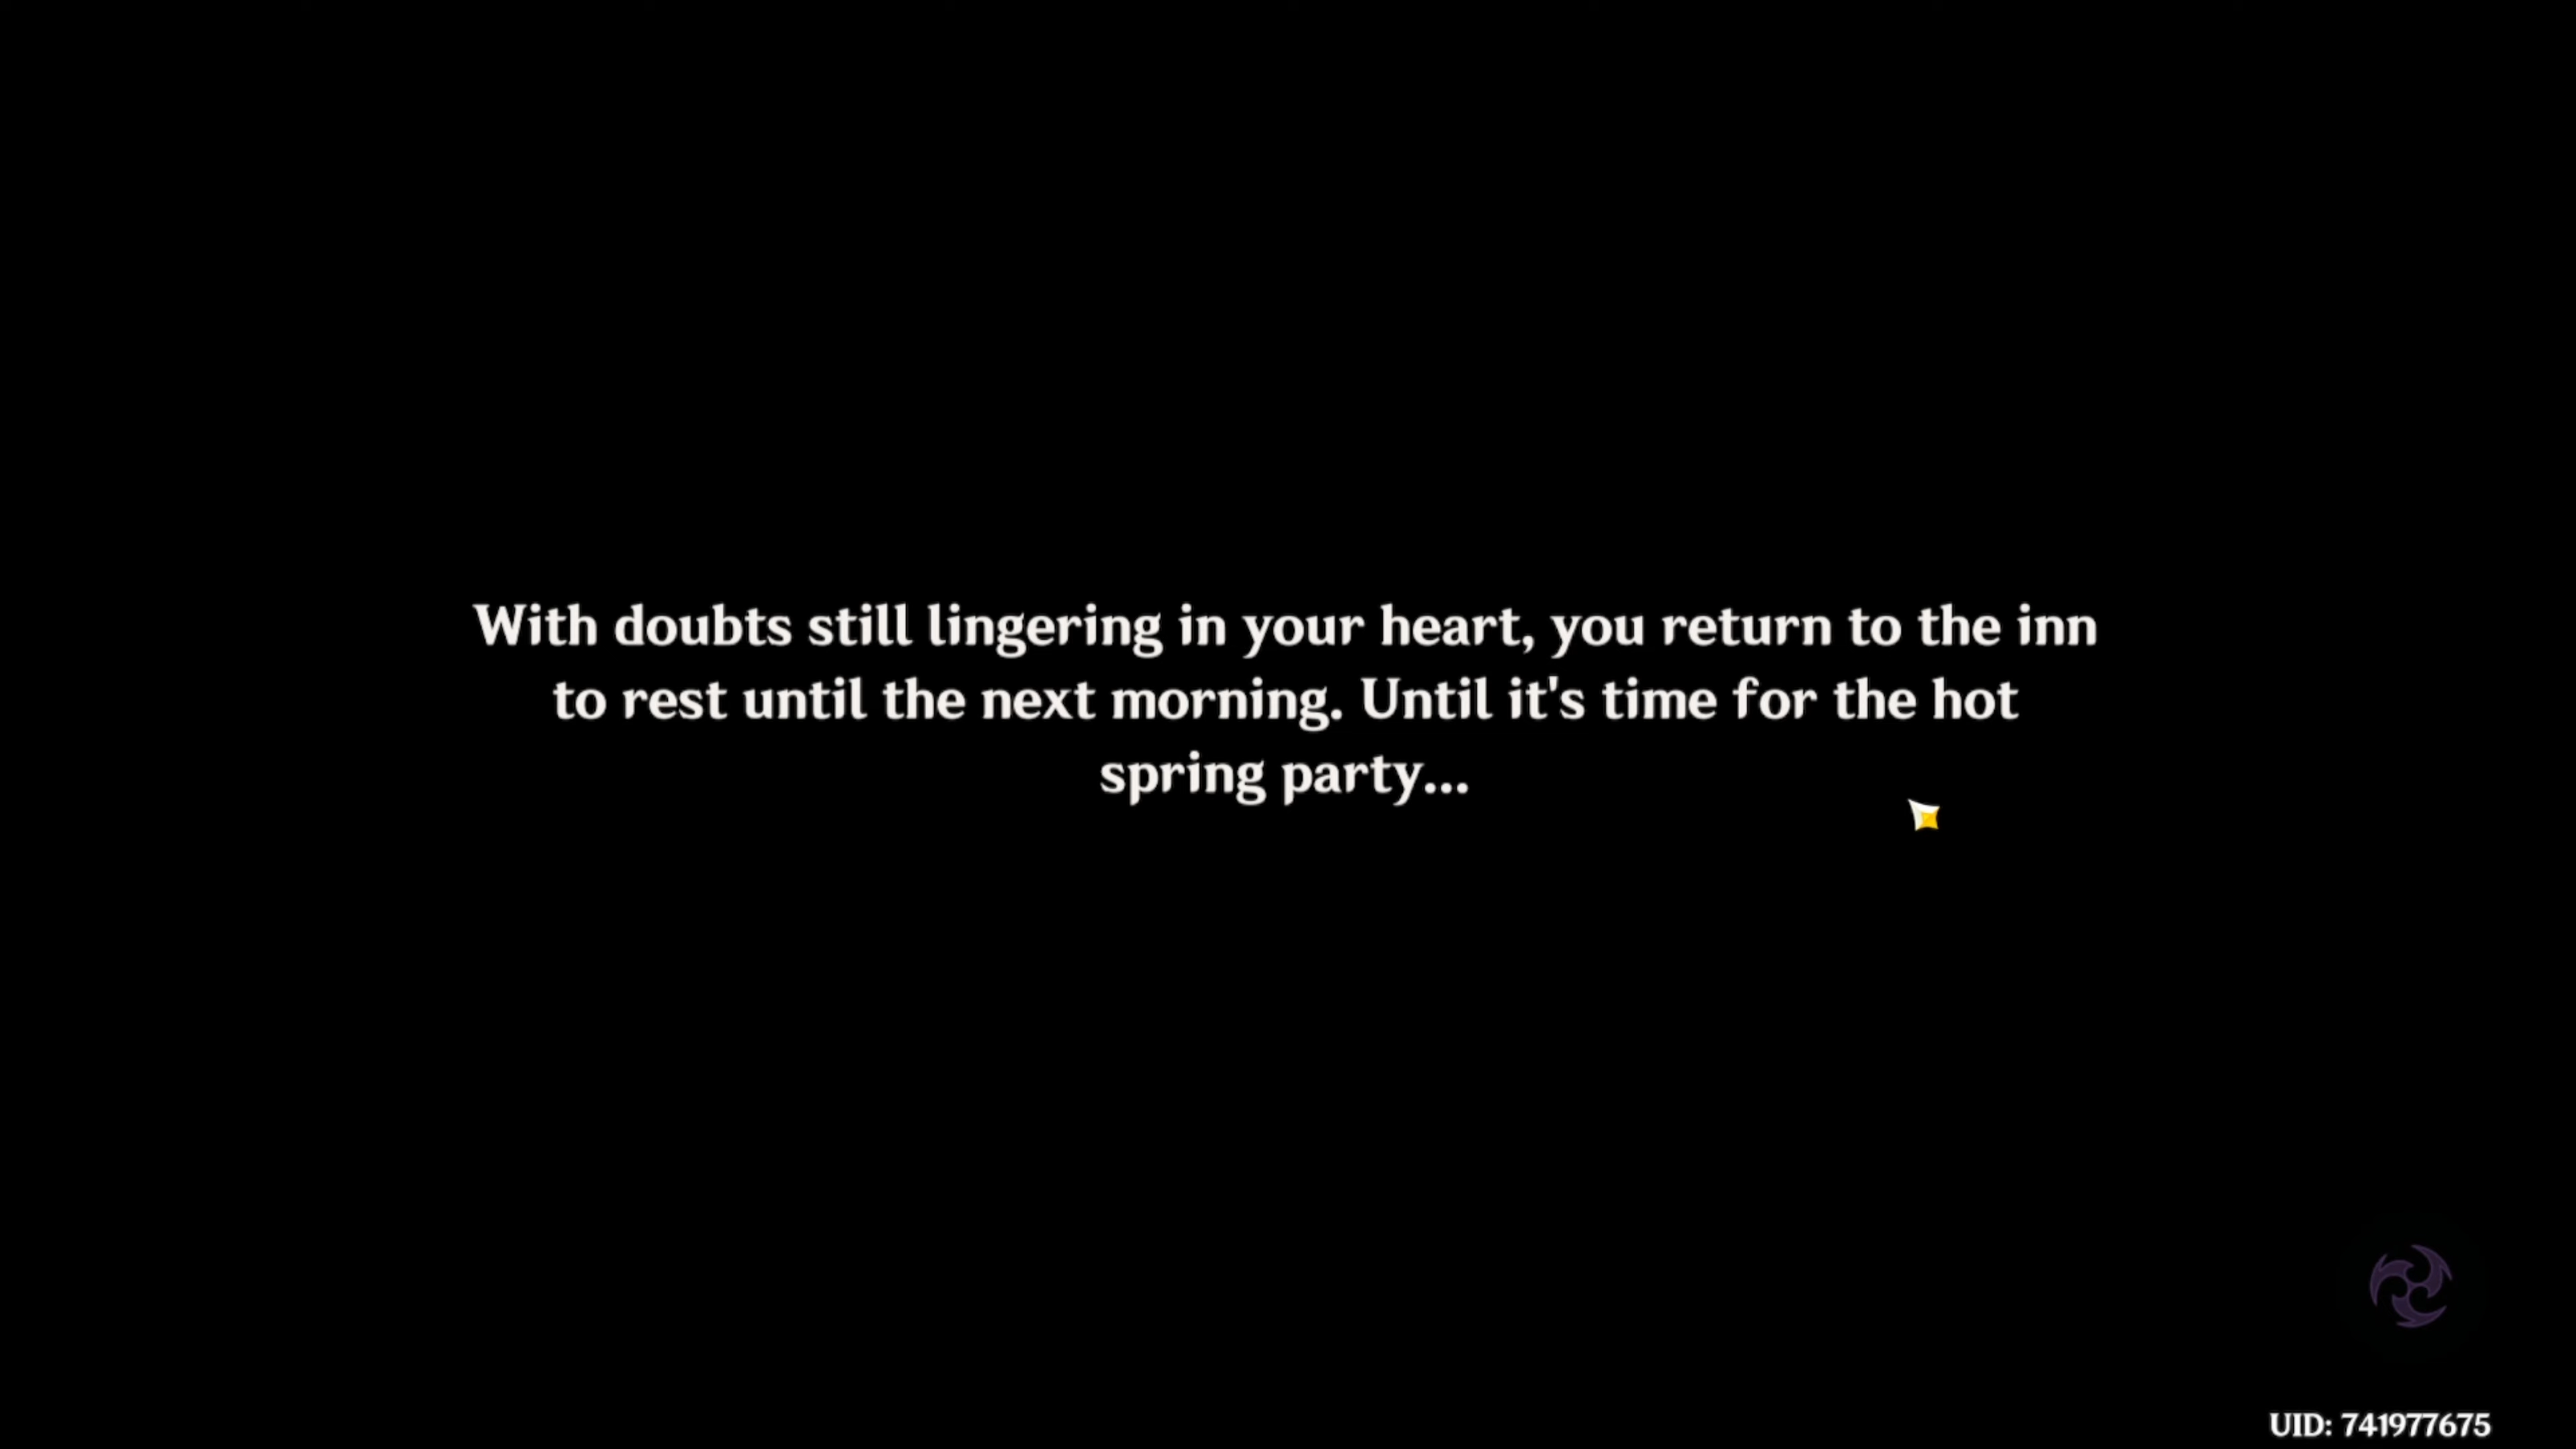 With doubts still lingering in your heart, you return to the inn
to rest until the next morning. Until it's time for the hot
spring party...
UID: 741977675